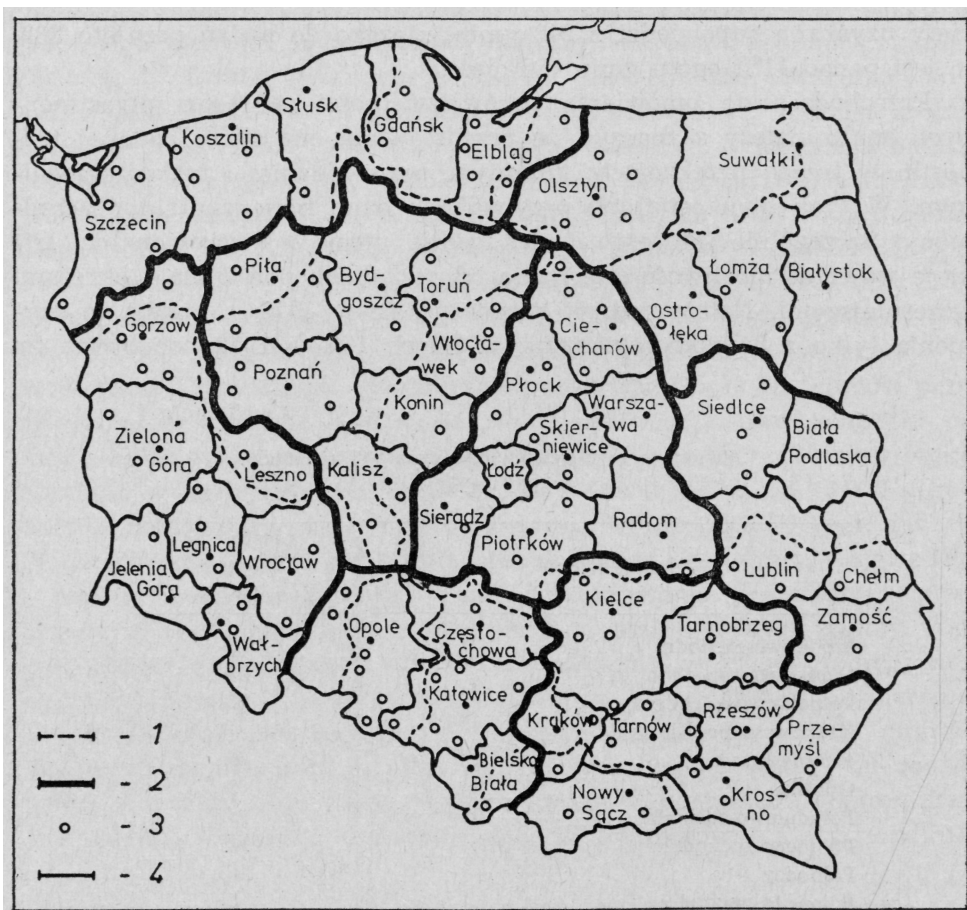 Słusk
Gdańsk
Koszalin
Elbląg
Suwałki
Olsztyn
Szczecin
Piła
Byd-
goszcz
Toruń
Łomża
Białystok
Ostro-
łęka
Gorzów
Cie-
chanów
Włocła-
wek
Poznań
Płock
Konin
Warsza-
wa
Siedlce
Skier-
niewice
Biała
Podlaska
Zielona
Góra
Leszno
Kalisz
Łodź
Sieradz
Piotrków
Radom
Legnica
Wrocław
Jelenia
Góra
Lublin
Chełm
Zamość
Kielce
Opole
Często-
chowa
Tarnobrzeg
Wał-
brzych
Katowice
Kraków
Tarnów
Rzeszów
Prze-
myśl
Bielsko
Biała
Nowy
Sącz
Kros-
no
- 1
- 2
- 3
- 4